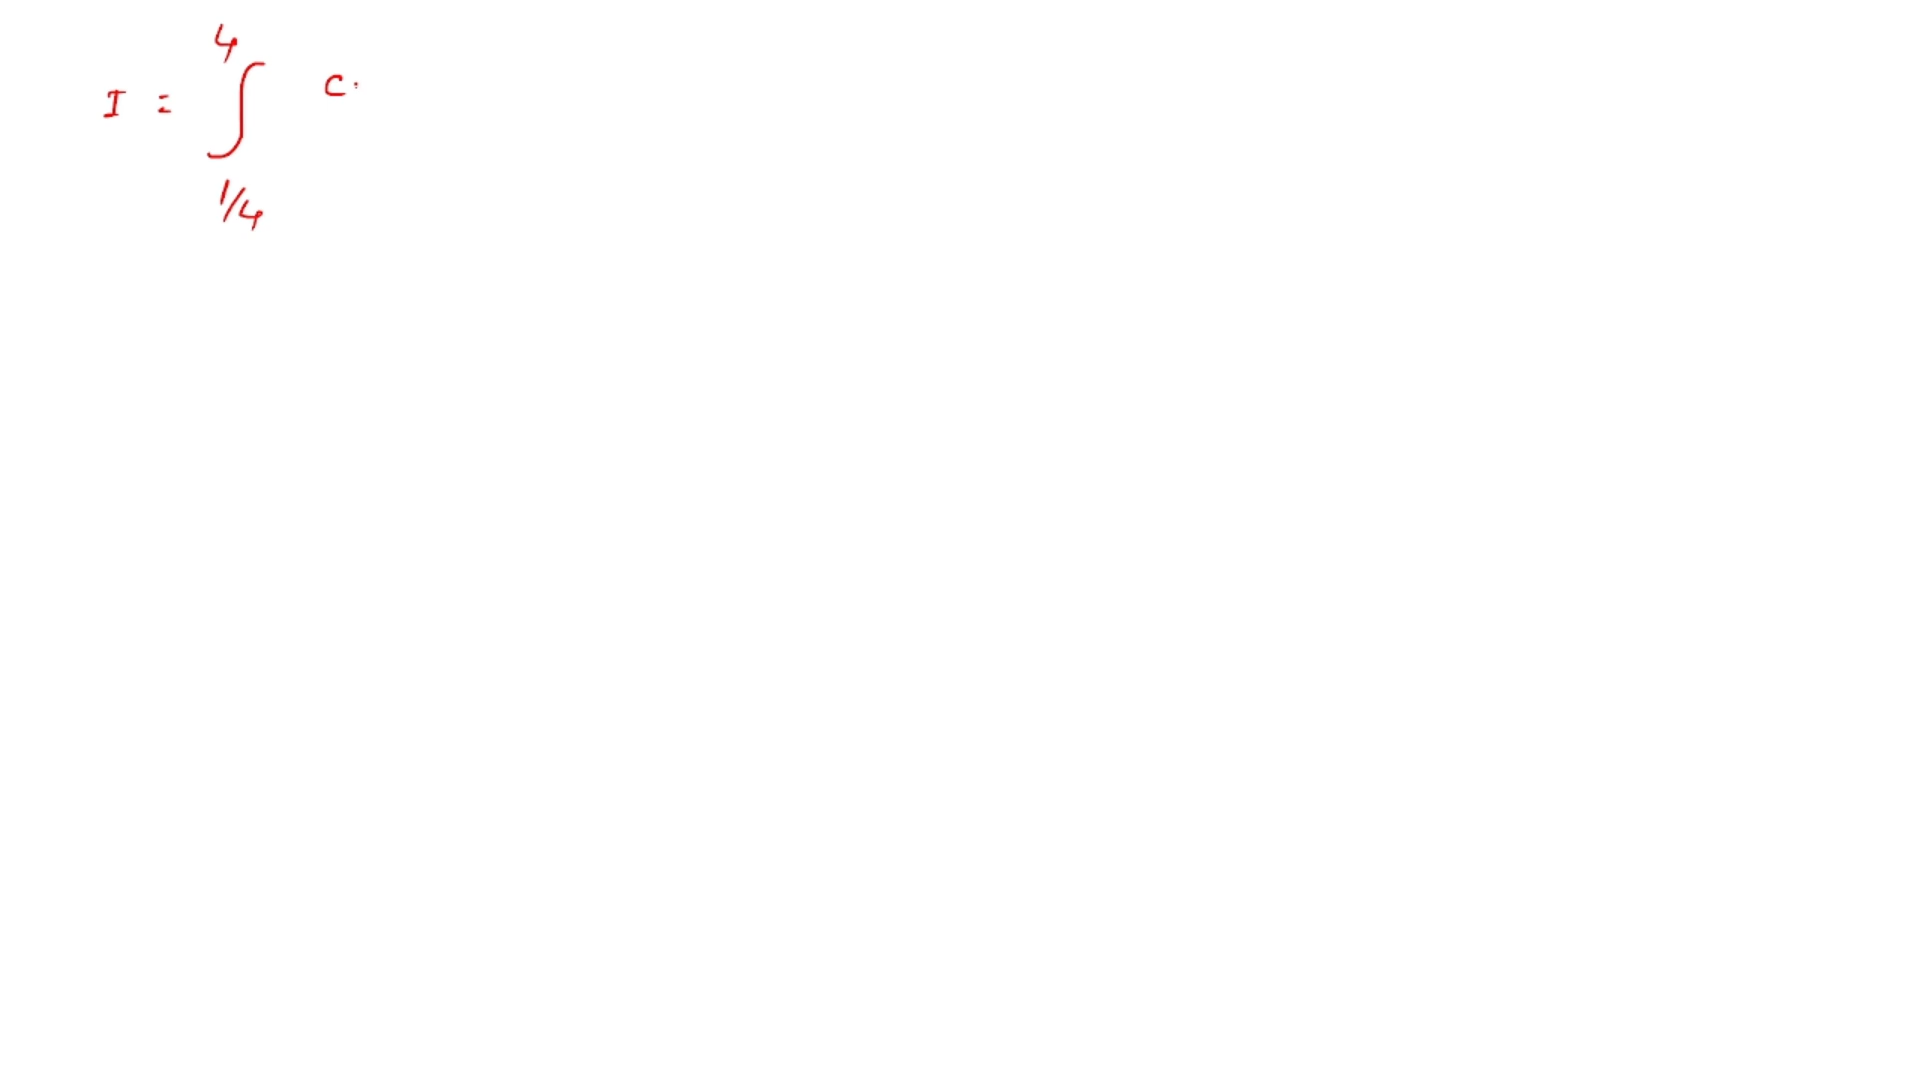 I = ∫_{1/4}^{4} c.